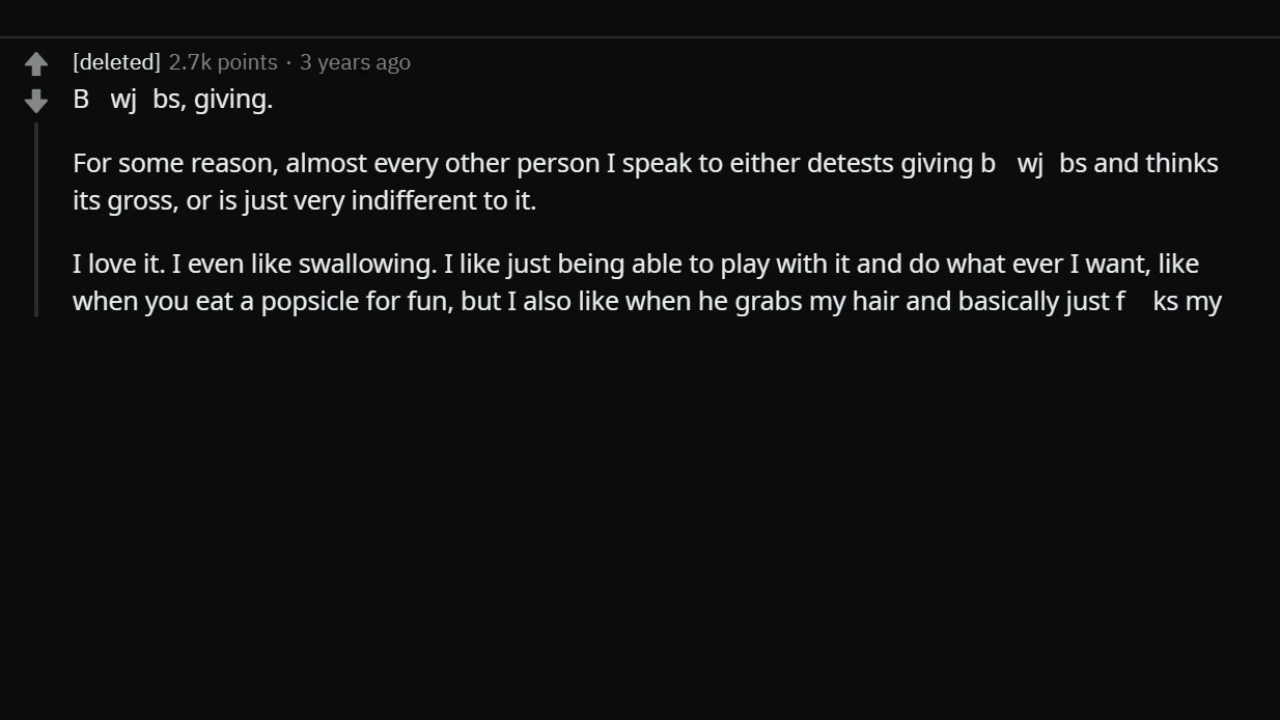 [deleted] 2.7k points · 3 years ago
B wj bs, giving.
For some reason, almost every other person I speak to either detests giving b wj bs and thinks
its gross, or is just very indifferent to it.
I love it. I even like swallowing. I like just being able to play with it and do what ever I want, like
when you eat a popsicle for fun, but I also like when he grabs my hair and basically just f ks my